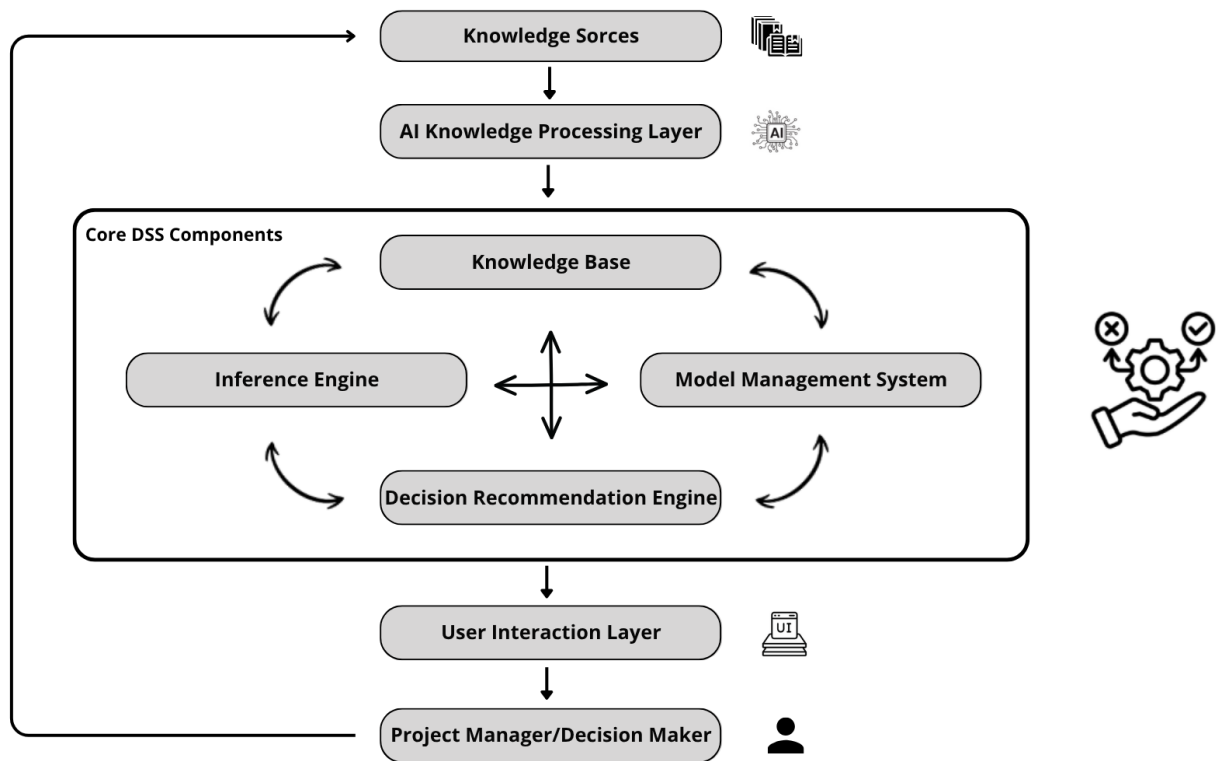 Knowledge Sorces
AI Knowledge Processing Layer
AI
Core DSS Components
Knowledge Base
Inference Engine
Model Management System
Decision Recommendation Engine
User Interaction Layer
UI
Project Manager/Decision Maker